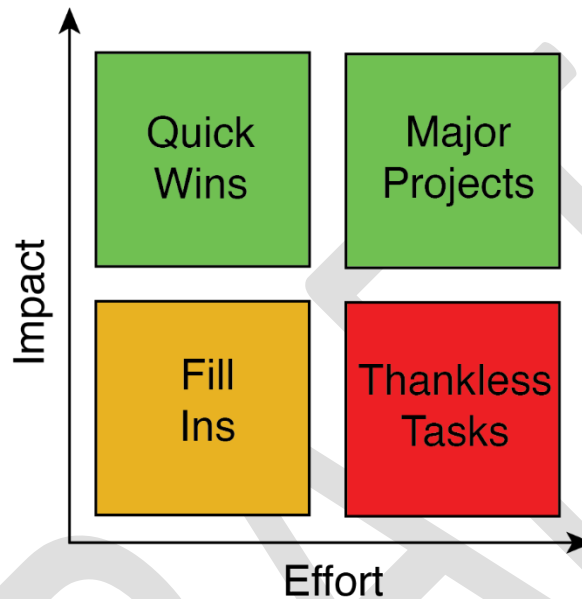 Quick
Wins
Major
Projects
Impact
Fill
Ins
Thankless
Tasks
Effort